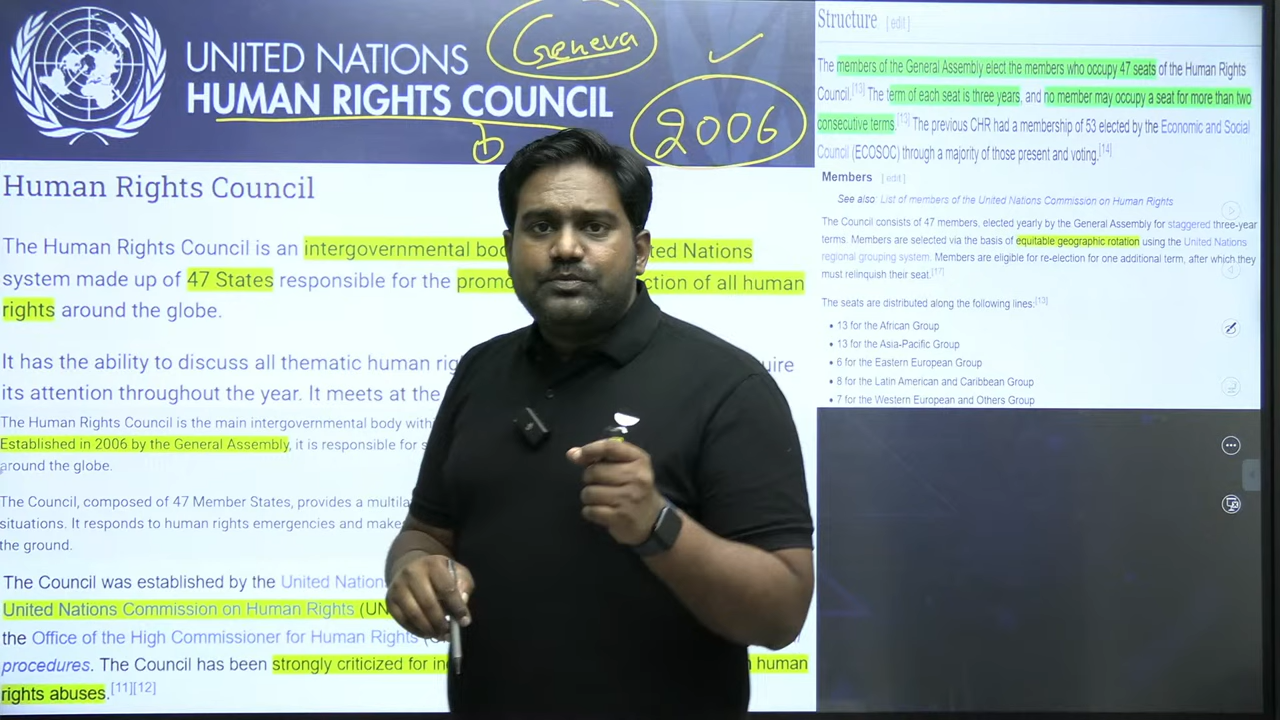 Geneva
UNITED NATIONS
HUMAN RIGHTS COUNCIL
2006
Human Rights Council
The Human Rights Council is an intergovernmental
system made up of 47 States responsible for the
rights around the globe.
It has the ability to discuss all thematic human
its attention throughout the year. It meets at the
The Human Rights Council is the main intergovernmental body
Established in 2006 by the General Assembly, it is responsible for
around the globe.
The Council, composed of 47 Member States, provides a
situations. It responds to human rights emergencies and
the ground.
The Council was established by the United
United Nations Commission on Human Rights
the Office of the High Commissioner for Human Rights
procedures. The Council has been strongly criticized for human
rights abuses.[11][12]
Structure [ edit ]
The members of the General Assembly elect the members who occupy 47 seats of the Human Rights
Council.[13] The term of each seat is three years, and no member may occupy a seat for more than two
consecutive terms.[13] The previous CHR had a membership of 53 elected by the Economic and Social
Council (ECOSOC) through a majority of those present and voting.[14]
Members [ edit ]
See also: List of members of the United Nations Commission on Human Rights
The Council consists of 47 members, elected yearly by the General Assembly for staggered three-year
terms. Members are selected via the basis of equitable geographic rotation using the United Nations
regional grouping system. Members are eligible for re-election for one additional term, after which they
must relinquish their seat.[17]
The seats are distributed along the following lines:[13]
• 13 for the African Group
• 13 for the Asia-Pacific Group
• 6 for the Eastern European Group
• 8 for the Latin American and Caribbean Group
• 7 for the Western European and Others Group